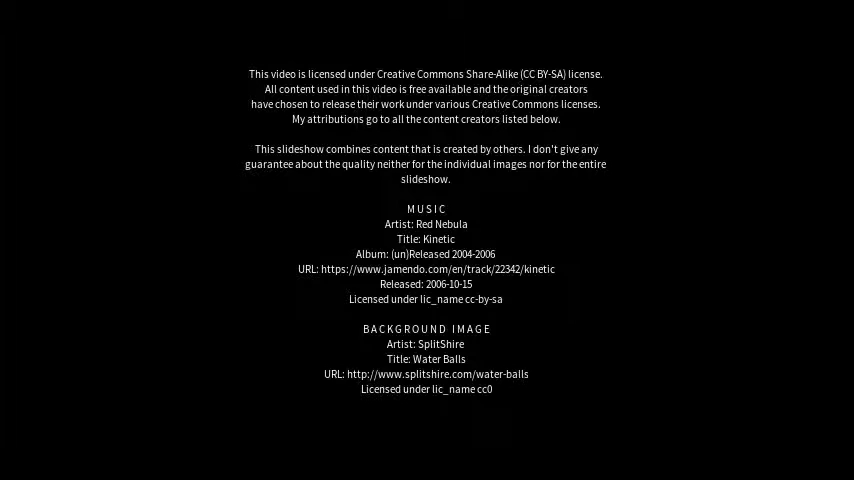 This video is licensed under Creative Commons Share-Alike (CC BY-SA) license.
All content used in this video is free available and the original creators
have chosen to release their work under various Creative Commons licenses.
My attributions go to all the content creators listed below.
This slideshow combines content that is created by others. I don't give any
guarantee about the quality neither for the individual images nor for the entire
slideshow.
MUSIC
Artist: Red Nebula
Title: Kinetic
Album: (un)Released 2004-2006
URL: https://www.jamendo.com/en/track/22342/kinetic
Released: 2006-10-15
Licensed under lic_name cc-by-sa
BACKGROUND IMAGE
Artist: SplitShire
Title: Water Balls
URL: http://www.splitshire.com/water-balls
Licensed under lic_name cc0